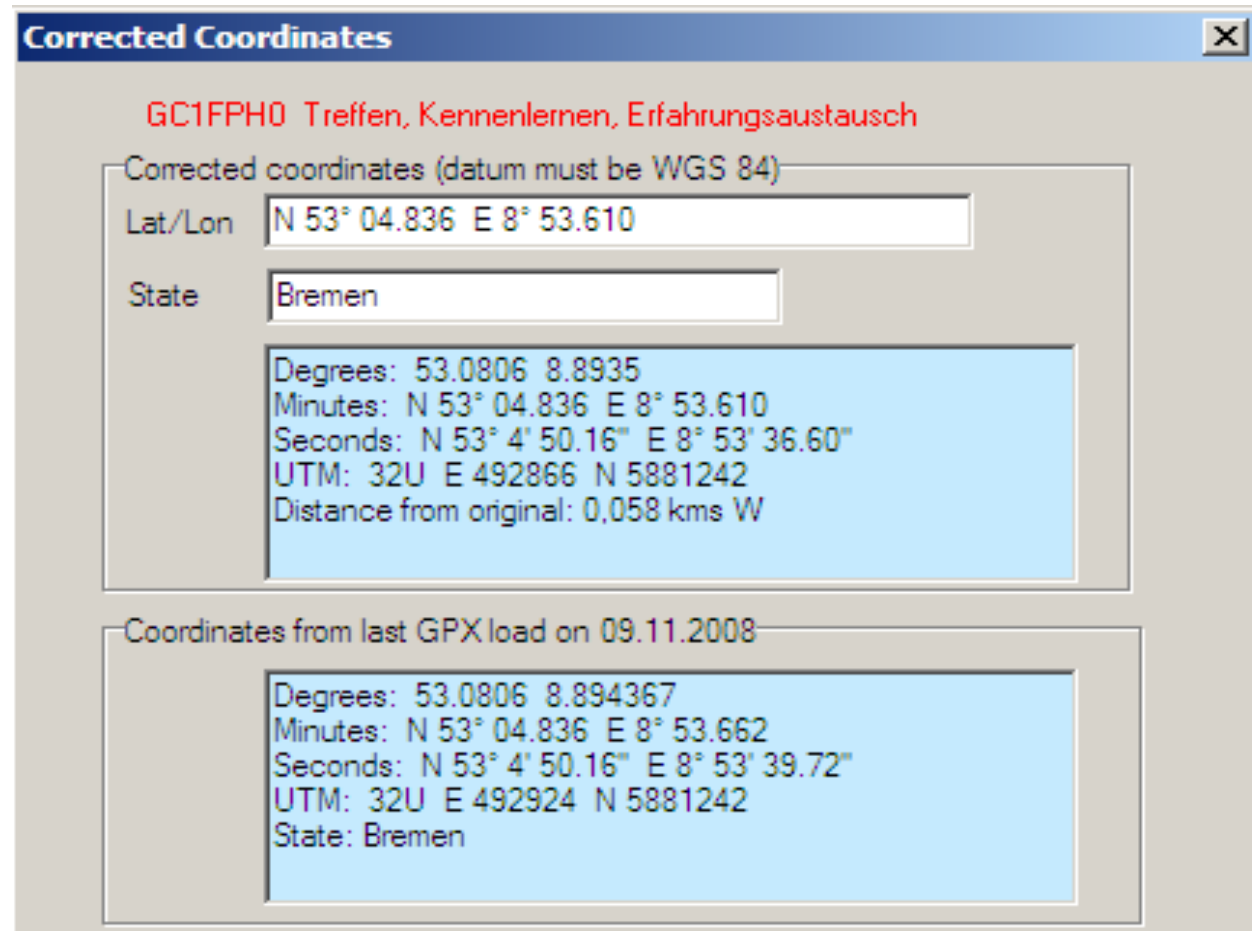 Corrected Coordinates
GC1FPH0 Treffen, Kennenlernen, Erfahrungsaustausch
Corrected coordinates (datum must be WGS 84)
Lat/Lon N 53° 04.836 E 8° 53.610
State Bremen
Degrees: 53.0806 8.8935
Minutes: N 53° 04.836 E 8° 53.610
Seconds: N 53° 4' 50.16" E 8° 53' 36.60"
UTM: 32U E 492866 N 5881242
Distance from original: 0,058 kms W
Coordinates from last GPX load on 09.11.2008
Degrees: 53.0806 8.894367
Minutes: N 53° 04.836 E 8° 53.662
Seconds: N 53° 4' 50.16" E 8° 53' 39.72"
UTM: 32U E 492924 N 5881242
State: Bremen